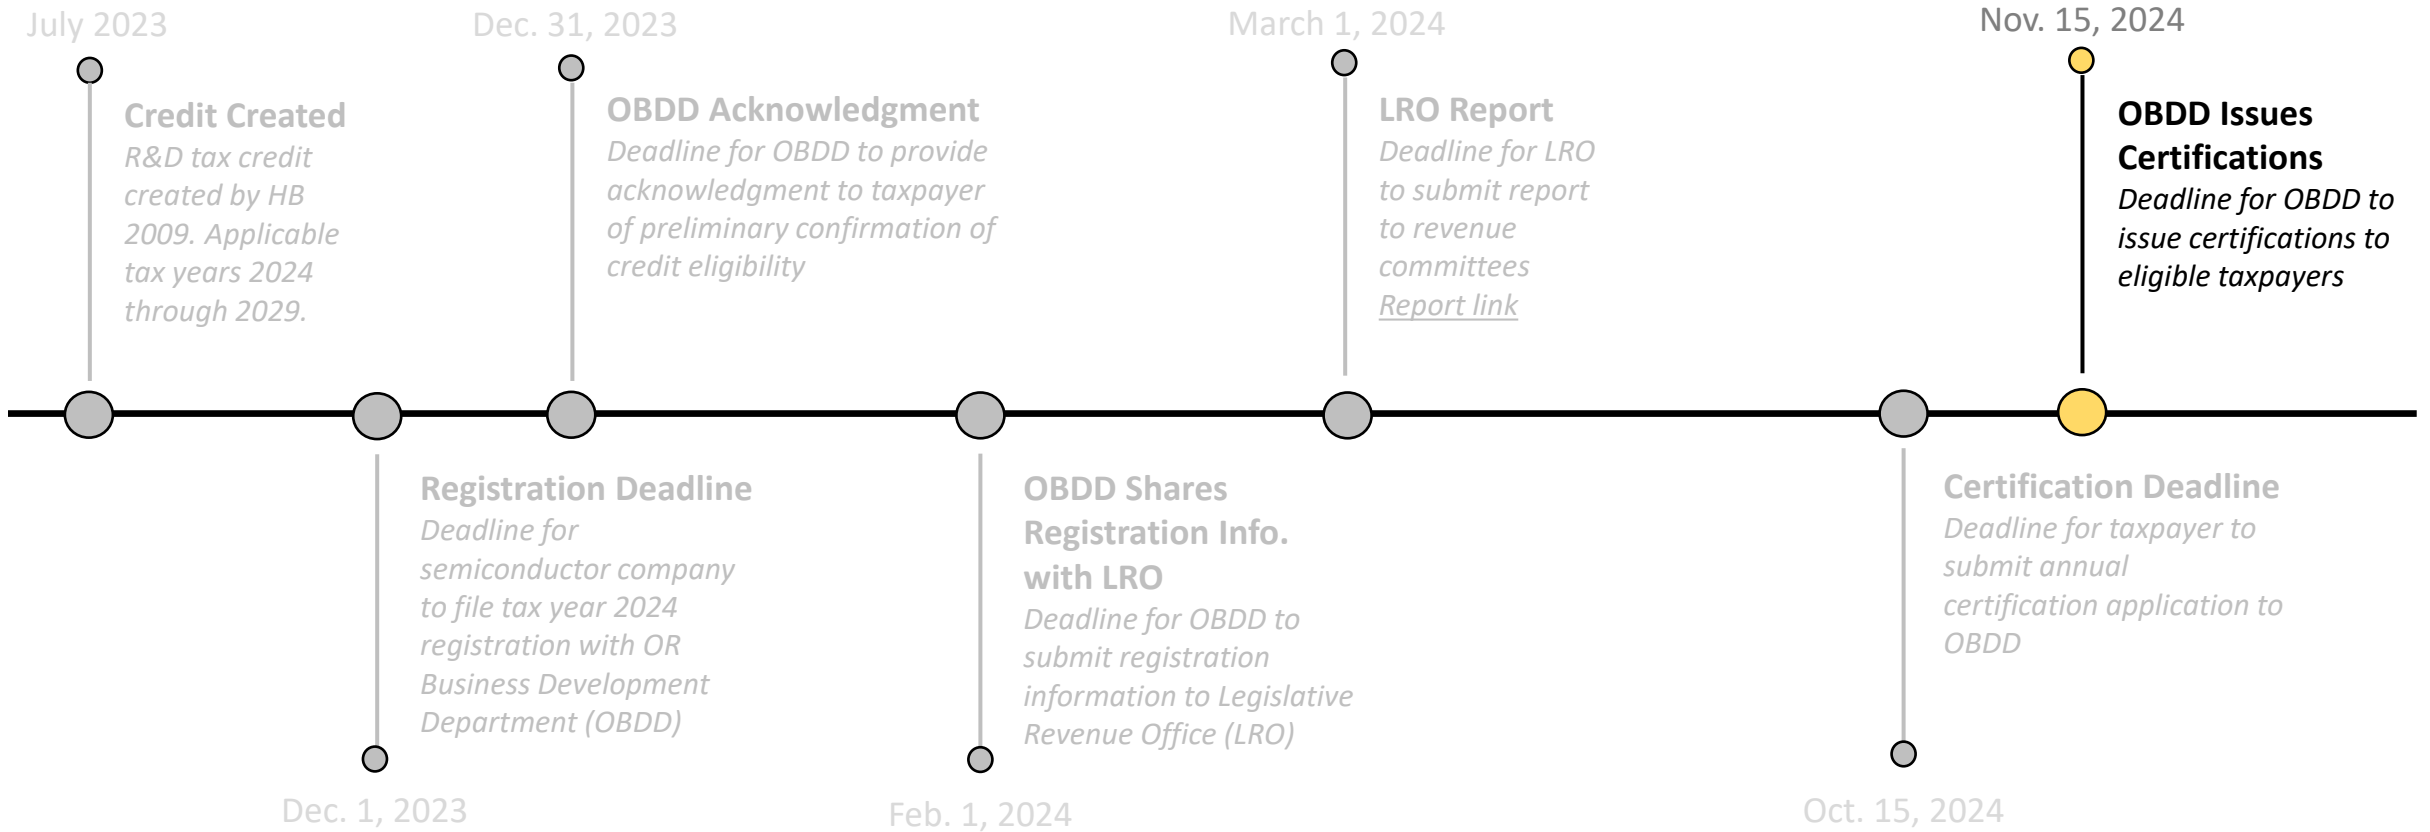 July 2023
Credit Created
R&D tax credit
created by HB
2009. Applicable
tax years 2024
through 2029.
Dec. 1, 2023
Registration Deadline
Deadline for
semiconductor company
to file tax year 2024
registration with OR
Business Development
Department (OBDD)
Dec. 31, 2023
OBDD Acknowledgment
Deadline for OBDD to provide
acknowledgment to taxpayer
of preliminary confirmation of
credit eligibility
Feb. 1, 2024
OBDD Shares
Registration Info.
with LRO
Deadline for OBDD to
submit registration
information to Legislative
Revenue Office (LRO)
March 1, 2024
LRO Report
Deadline for LRO
to submit report
to revenue
committees
Report link
Oct. 15, 2024
Certification Deadline
Deadline for taxpayer to
submit annual
certification application to
OBDD
Nov. 15, 2024
OBDD Issues
Certifications
Deadline for OBDD to
issue certifications to
eligible taxpayers